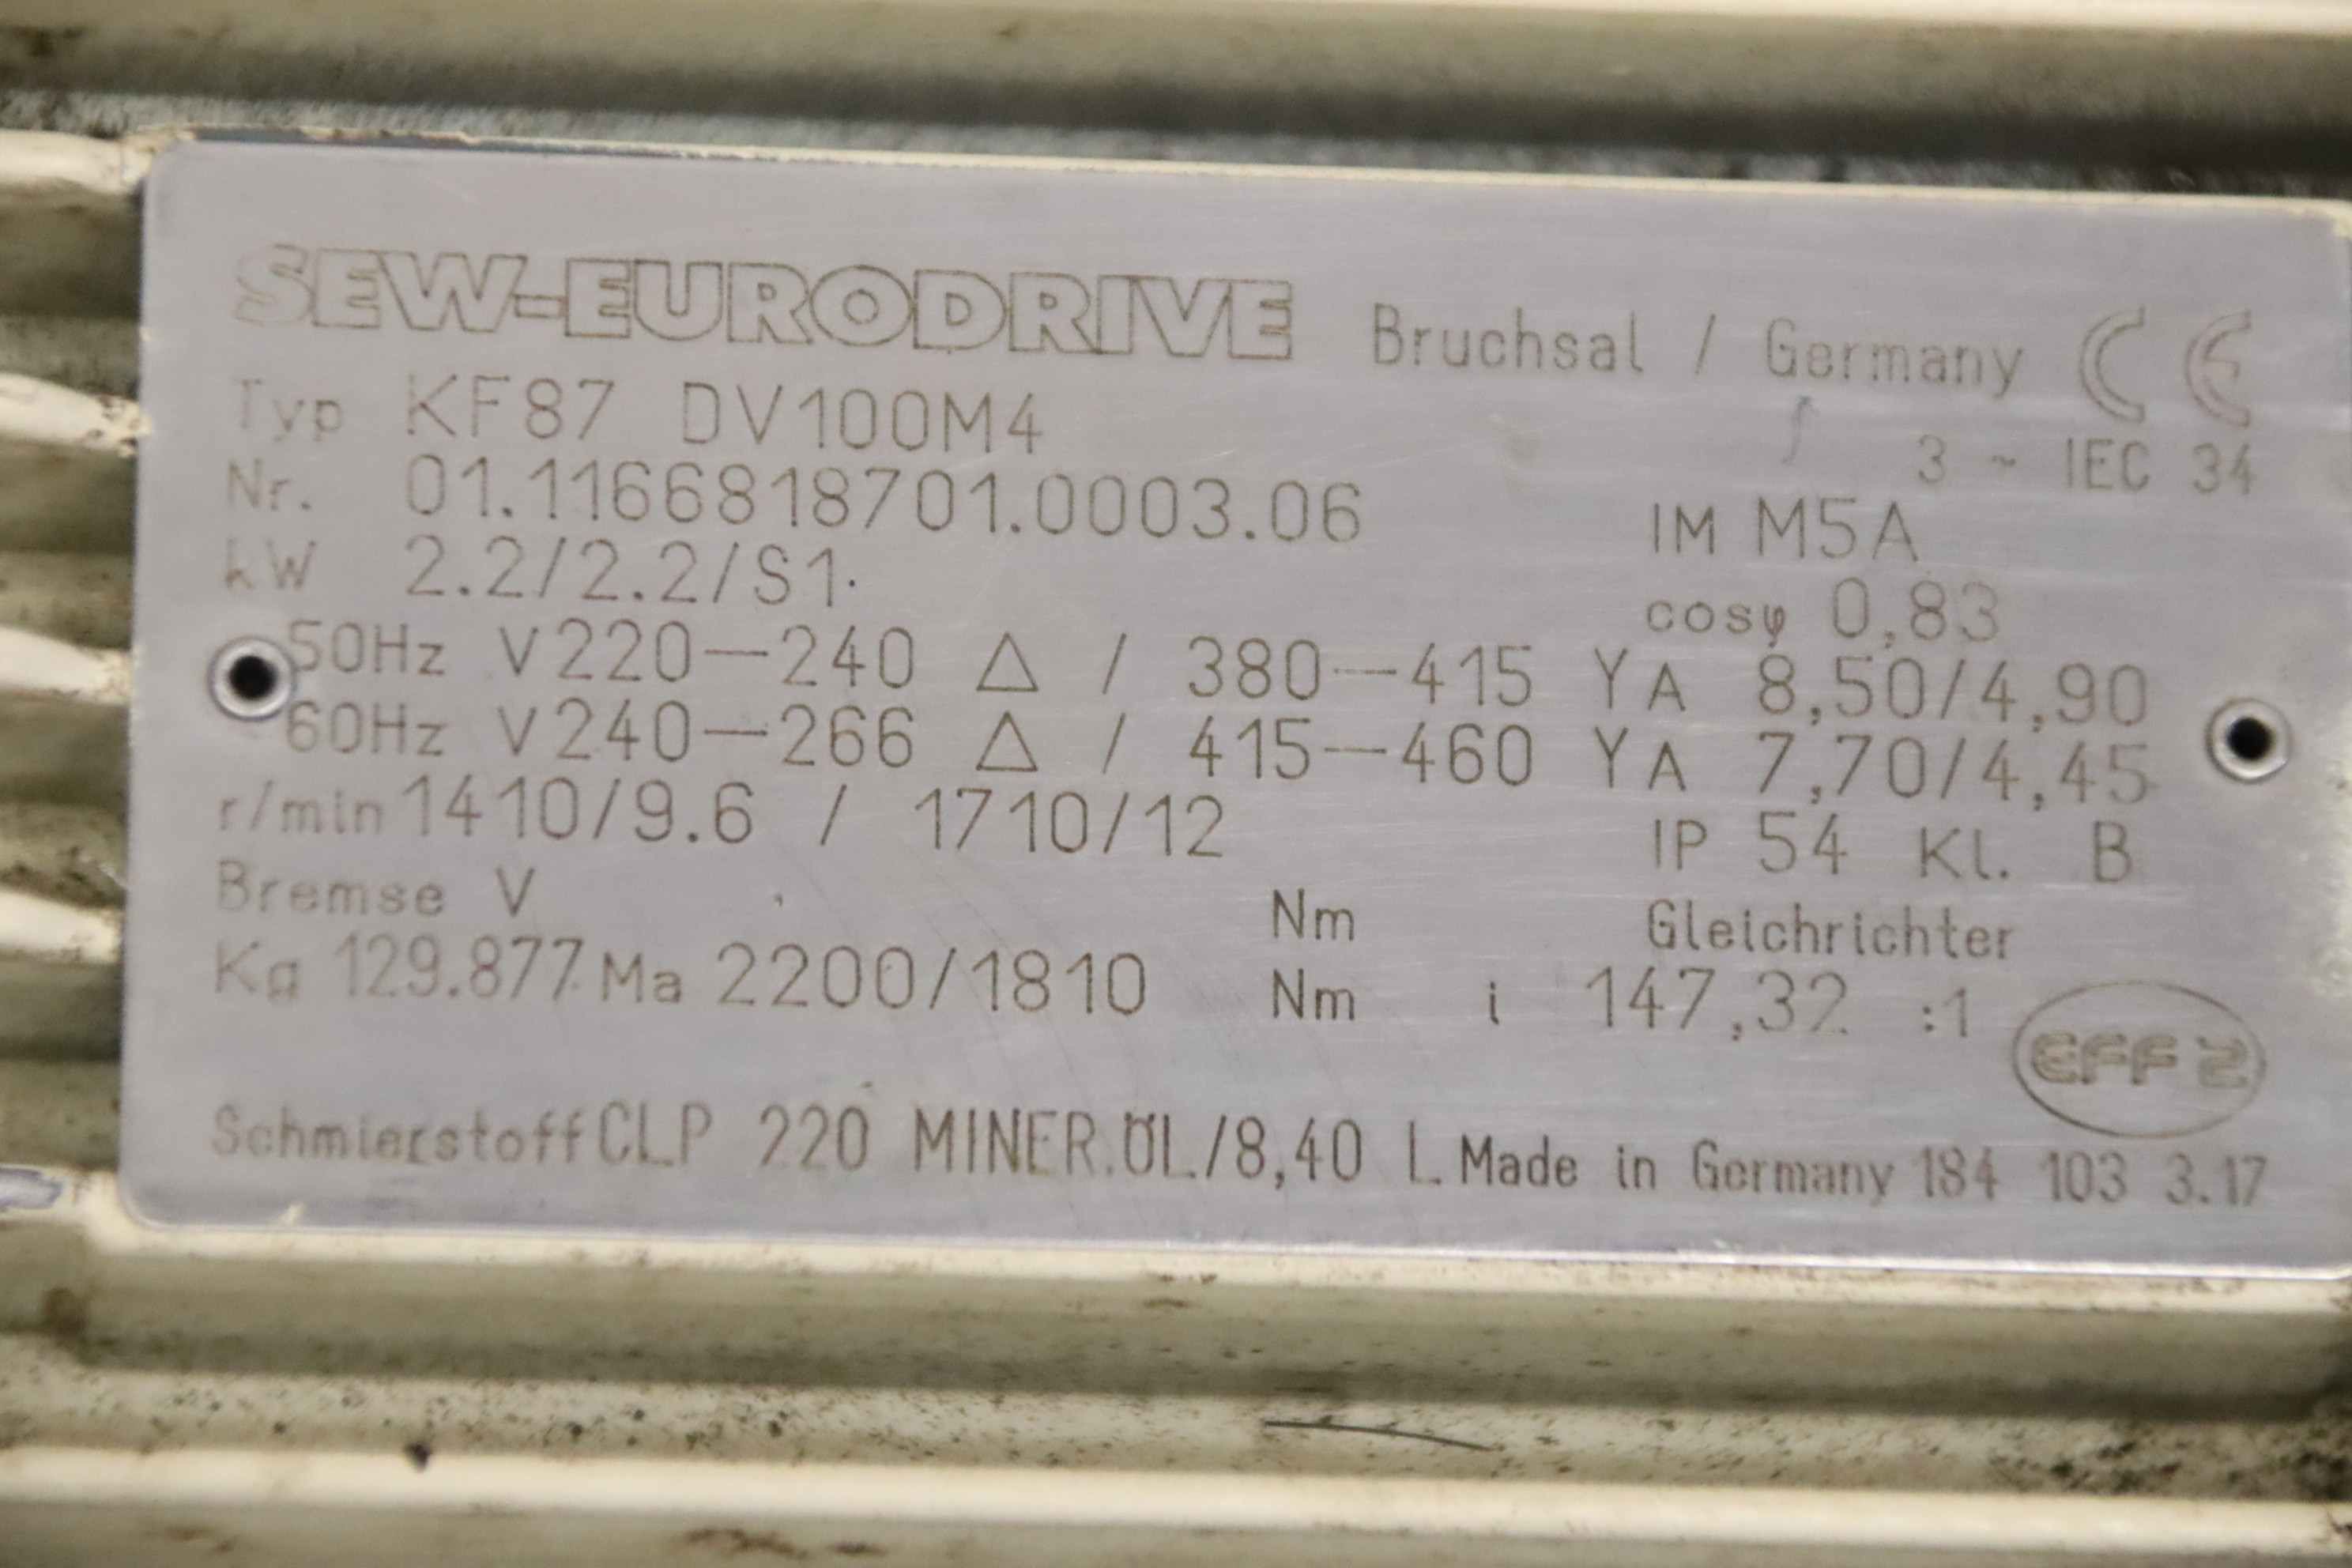 SEW-EURODRIVE Bruchsal / Germany CE
Typ KF87 DV100M4 3 ~ IEC 34
Nr. 01.1166818701.0003.06 IM M5A
kW 2.2/2.2/S1 cosφ 0,83
50Hz V 220-240 △ / 380-415 Y A 8,50/4,90
60Hz V 240-266 △ / 415-460 Y A 7,70/4,45
r/min 1410/9.6 / 1710/12 IP 54 Kl. B
Bremse V Nm Gleichrichter
Kg 129.877 Ma 2200/1810 Nm i 147,32 :1
EFF 2
Schmierstoff CLP 220 MINER.ÖL/8,40 L Made in Germany 184 103 3.17